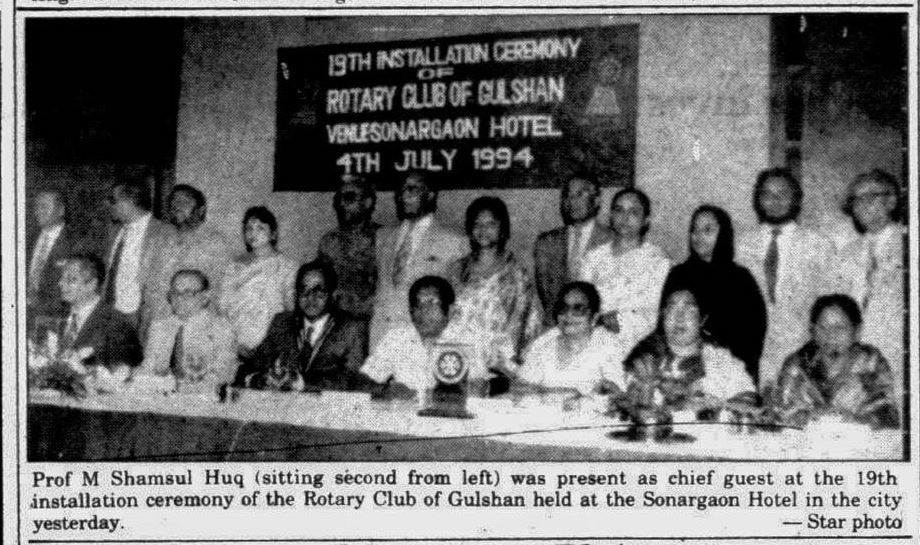 19TH INSTALLATION CEREMONY
OF
ROTARY CLUB OF GULSHAN
VENUE SONARGAON HOTEL
4TH JULY 1994
Prof M Shamsul Huq (sitting second from left) was present as chief guest at the 19th
installation ceremony of the Rotary Club of Gulshan held at the Sonargaon Hotel in the city
yesterday. — Star photo